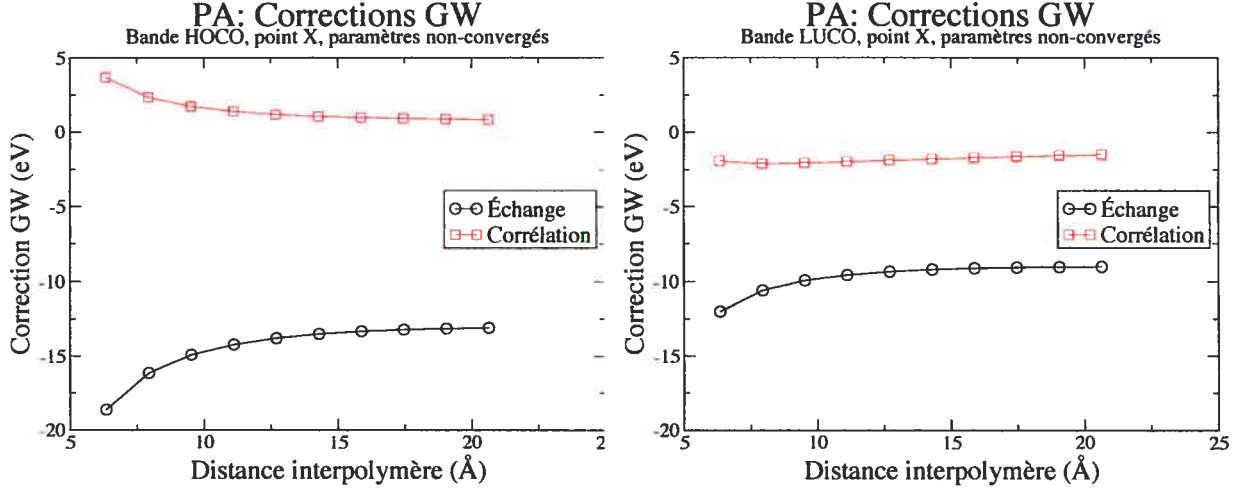 PA: Corrections GW
Bande HOCO, point X, paramètres non-convergés
5
0
-5
-10
-15
-20
Correction GW (eV)
Échange
Corrélation
5
10
15
20
2
Distance interpolymère (Å)
PA: Corrections GW
Bande LUCO, point X, paramètres non-convergés
5
0
-5
-10
-15
-20
Correction GW (eV)
Échange
Corrélation
5
10
15
20
25
Distance interpolymère (Å)